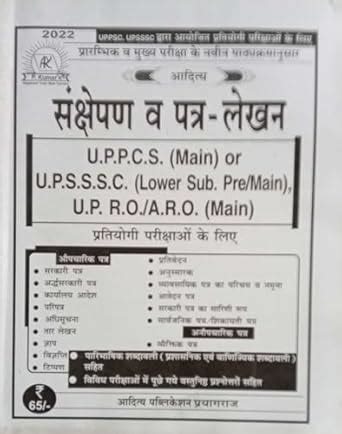 2022
UPPSC, UPSSSC द्वारा आयोजित प्रतियोगी परीक्षाओं के लिए
प्रारम्भिक व मुख्य परीक्षा के नवीन पाठ्यक्रमानुसार
AK
P. Kumar's
आदित्य
संक्षेपण व पत्र-लेखन
U.P.P.C.S. (Main) or
U.P.S.S.S.C. (Lower Sub. Pre/Main),
U.P. R.O./A.R.O. (Main)
प्रतियोगी परीक्षाओं के लिए
औपचारिक पत्र
• सरकारी पत्र
• अर्द्धसरकारी पत्र
• कार्यालय आदेश
• परिपत्र
• अधिसूचना
• तार लेखन
• ज्ञाप
• विज्ञप्ति
• टिप्पण
• प्रतिवेदन
• अनुस्मारक
• व्यावसायिक पत्र का परिचय व नमूना
• आवेदन पत्र
• सरकारी पत्र का सारिणी रूप
• सार्वजनिक पत्र/शिकायती पत्र
अनौपचारिक पत्र
• वैयक्तिक पत्र
• पारिभाषिक शब्दावली (प्रशासनिक एवं वाणिज्यिक शब्दावली) सहित
• विविध परीक्षाओं में पूछे गये वस्तुनिष्ठ प्रश्नोत्तरों सहित
₹
65/-
आदित्य पब्लिकेशन प्रयागराज